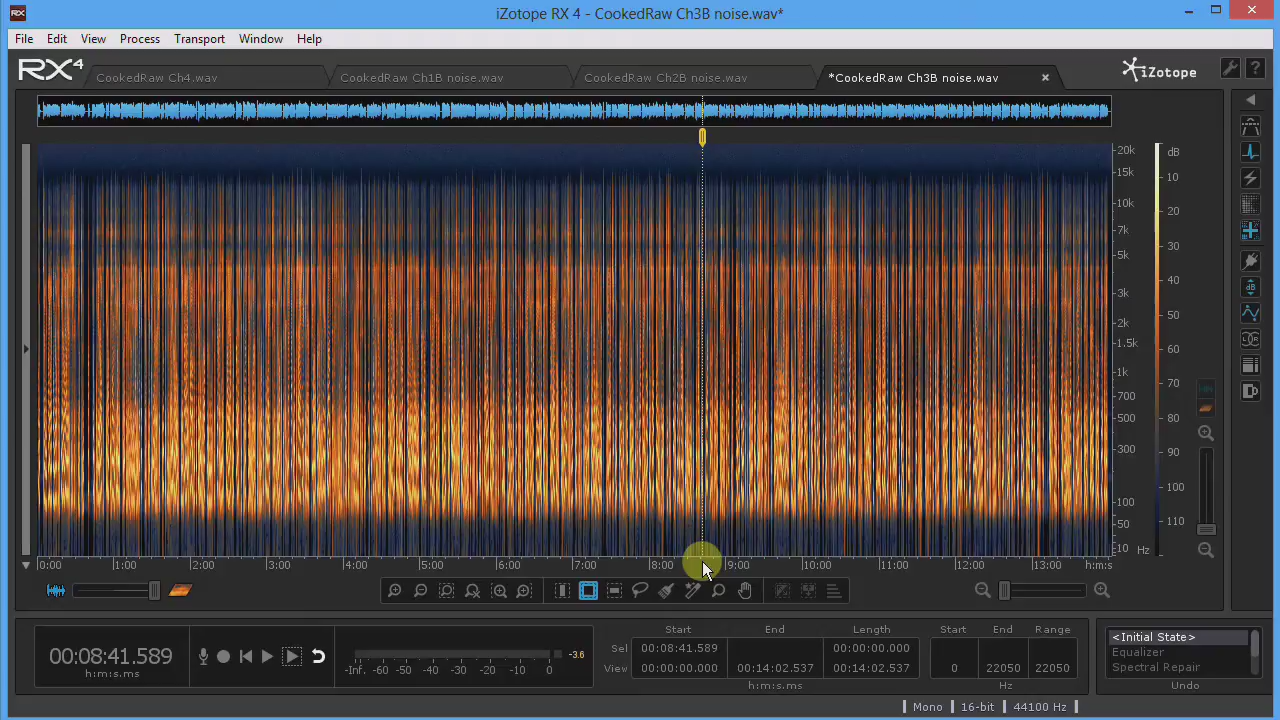 iZotope RX 4 - CookedRaw Ch3B noise.wav*
File Edit View Process Transport Window Help
RX4
CookedRaw Ch4.wav CookedRaw Ch1B noise.wav CookedRaw Ch2B noise.wav *CookedRaw Ch3B noise.wav
iZotope
20k
15k
10k
7k
5k
3k
2k
1.5k
1k
700
500
300
100
50
10 Hz
dB
10
20
30
40
50
60
70
80
90
100
110
dB
0:00 1:00 2:00 3:00 4:00 5:00 6:00 7:00 8:00 9:00 10:00 11:00 12:00 13:00 h:m:s
00:08:41.589
h:m:s.ms
-Inf. -60 -50 -40 -30 -20 -10 0
-3.6
Start End Length
Sel 00:08:41.589 00:00:00.000
View 00:00:00.000 00:14:02.537 00:14:02.537
h:m:s.ms
Start End Range
0 22050 22050
Hz
<Initial State>
Equalizer
Spectral Repair
Undo
Mono 16-bit 44100 Hz